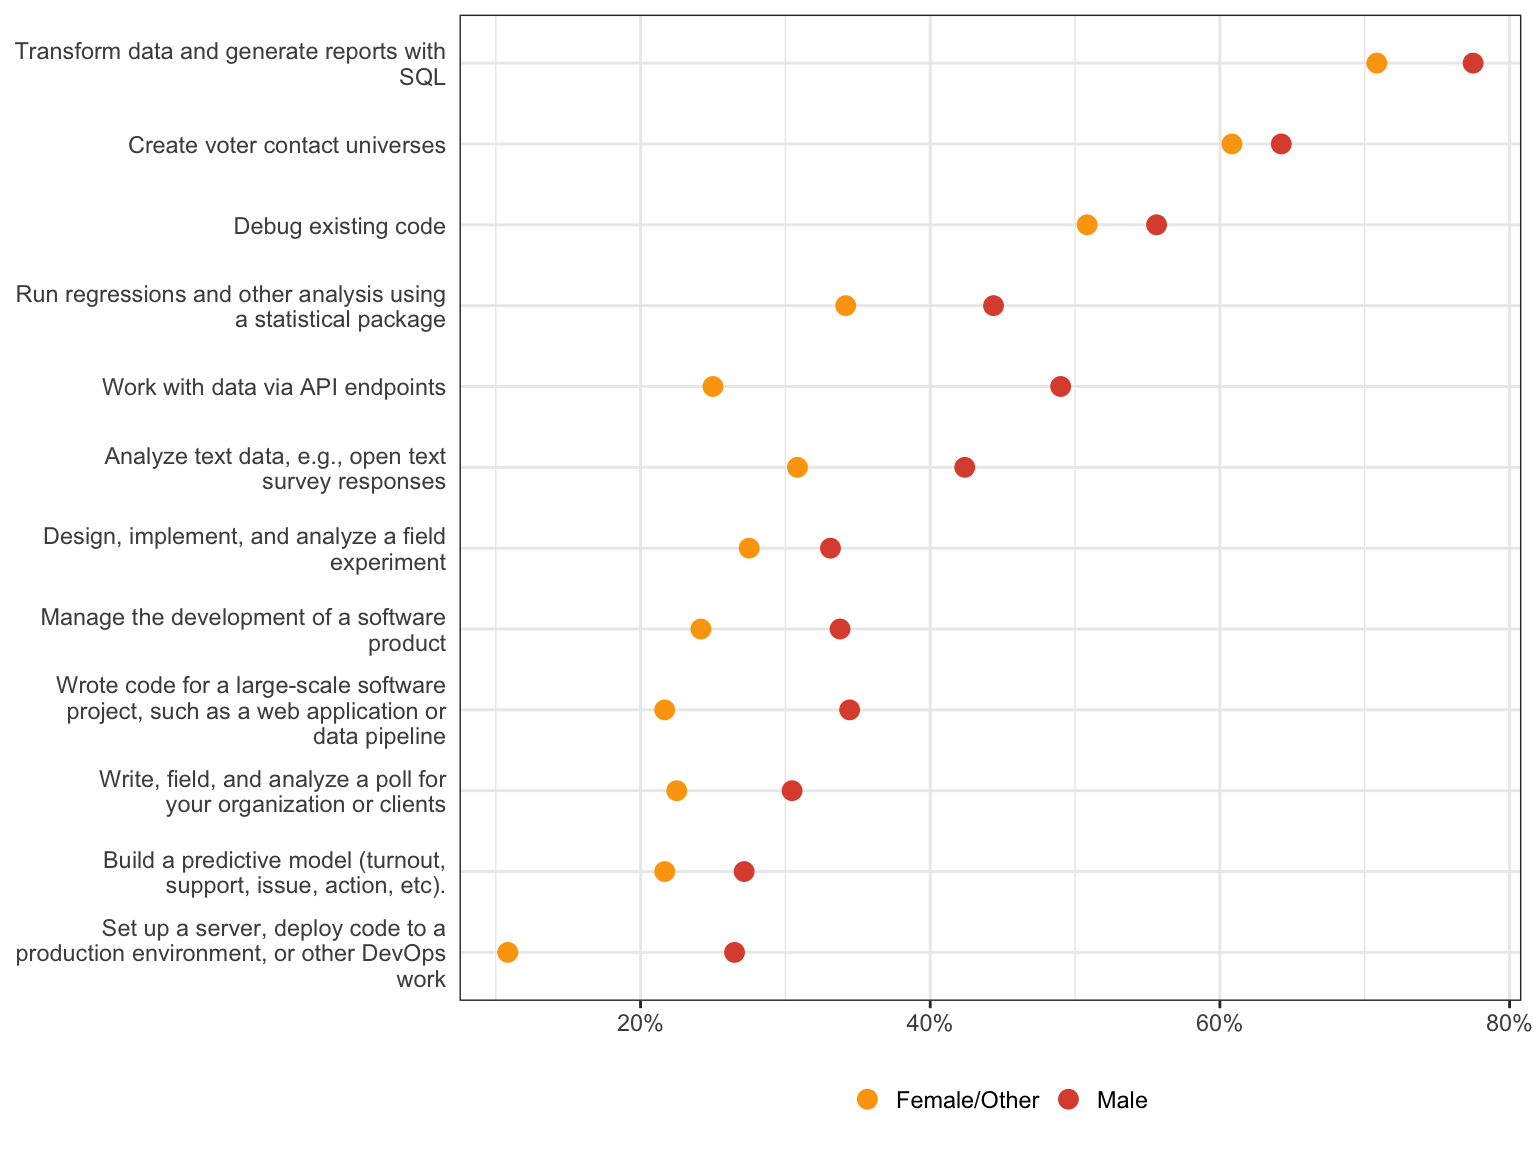 Transform data and generate reports with
SQL
Create voter contact universes
Debug existing code
Run regressions and other analysis using
a statistical package
Work with data via API endpoints
Analyze text data, e.g., open text
survey responses
Design, implement, and analyze a field
experiment
Manage the development of a software
product
Wrote code for a large-scale software
project, such as a web application or
data pipeline
Write, field, and analyze a poll for
your organization or clients
Build a predictive model (turnout,
support, issue, action, etc).
Set up a server, deploy code to a
production environment, or other DevOps
work
20% 40% 60% 80%
Female/Other Male